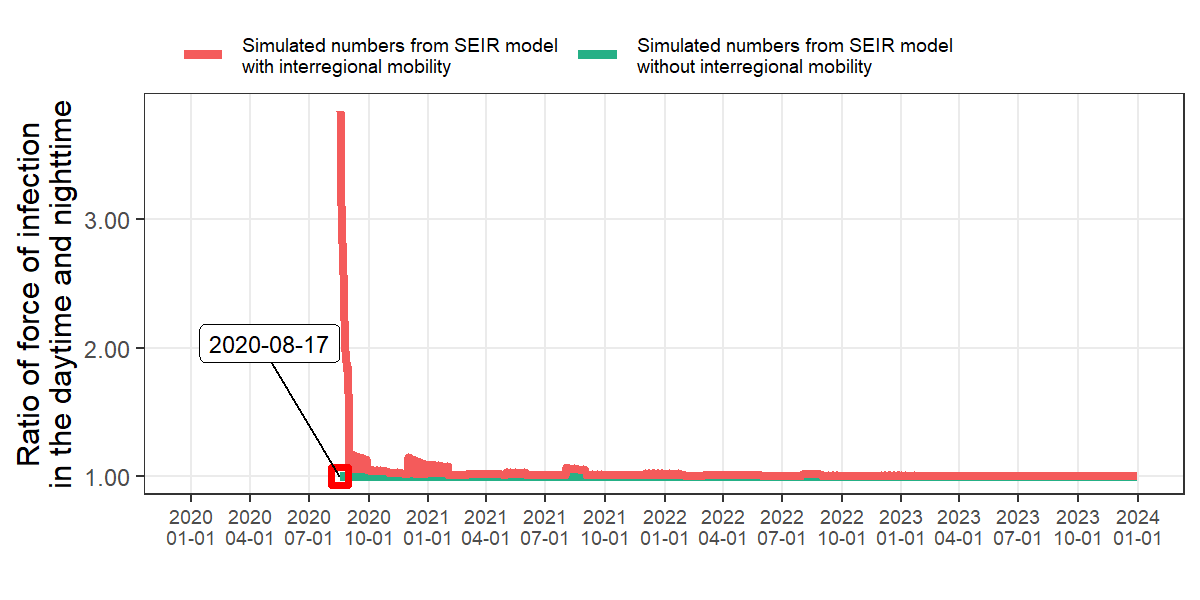 Simulated numbers from SEIR model
with interregional mobility
Simulated numbers from SEIR model
without interregional mobility
Ratio of force of infection
in the daytime and nighttime
3.00
2.00
1.00
2020-08-17
2020 2020 2020 2020 2021 2021 2021 2021 2022 2022 2022 2022 2023 2023 2023 2023 2024
01-01 04-01 07-01 10-01 01-01 04-01 07-01 10-01 01-01 04-01 07-01 10-01 01-01 04-01 07-01 10-01 01-01